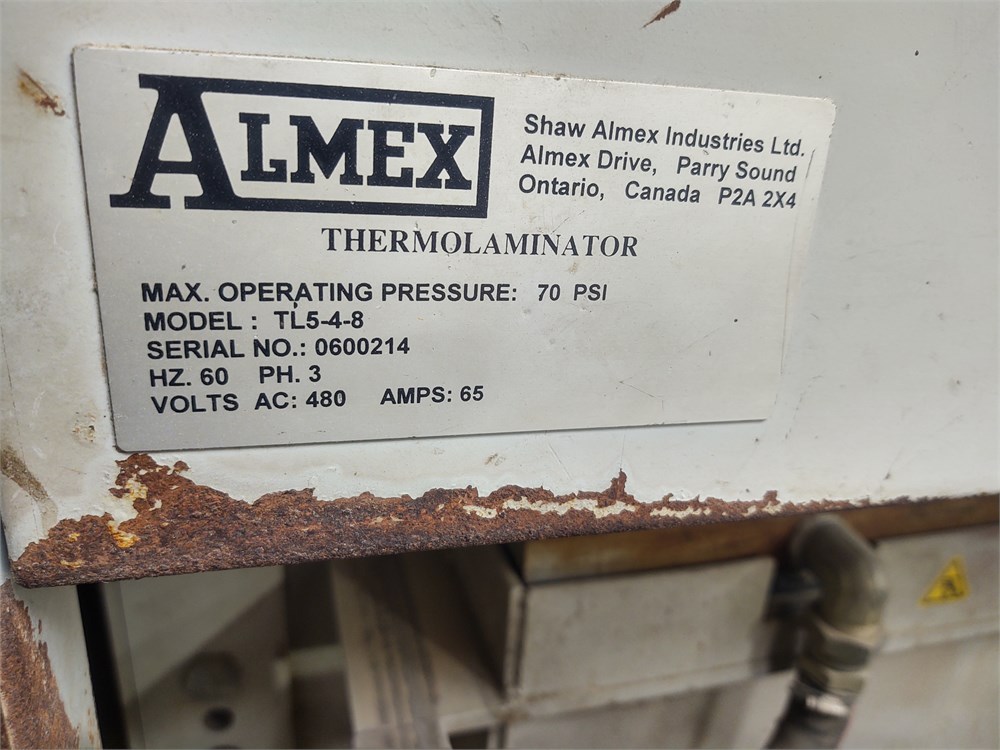 ALMEX
Shaw Almex Industries Ltd.
Almex Drive, Parry Sound
Ontario, Canada P2A 2X4
THERMOLAMINATOR
MAX. OPERATING PRESSURE: 70 PSI
MODEL : TL5-4-8
SERIAL NO.: 0600214
HZ. 60 PH. 3
VOLTS AC: 480 AMPS: 65